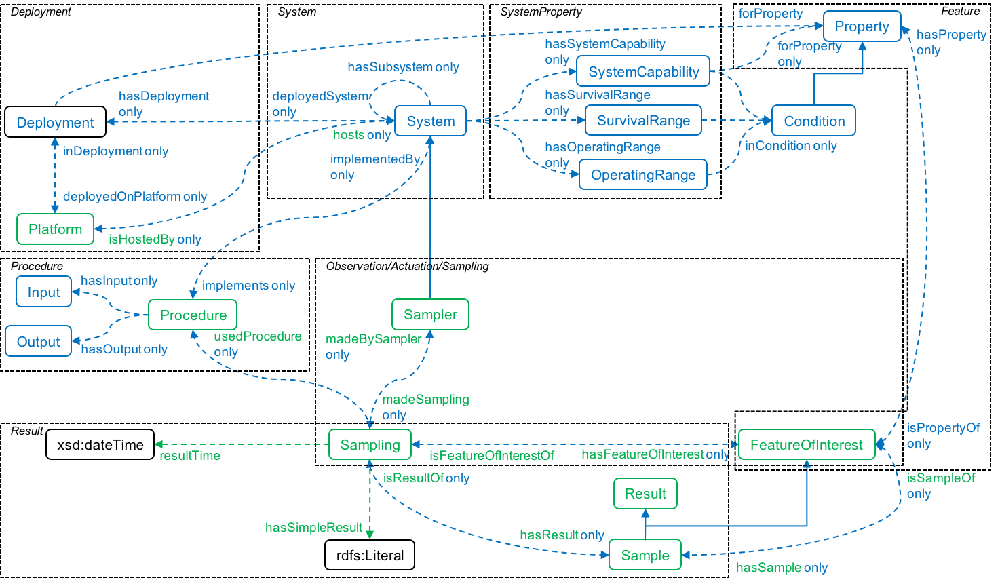 Deployment
System
SystemProperty
Feature
forProperty
Property
hasProperty
only
hasSystemCapability
only
forProperty
only
SystemCapability
hasSubsystem only
hasDeployment
only
deployedSystem
only
hasSurvivalRange
only
Deployment
System
SurvivalRange
Condition
hosts only
inDeployment only
implementedBy
only
hasOperatingRange
only
inCondition only
OperatingRange
deployedOnPlatform only
Platform
isHostedBy only
Procedure
Observation/Actuation/Sampling
Input
hasInput only
implements only
Procedure
Sampler
Output
hasOutput only
usedProcedure
only
madeBySampler
only
madeSampling
only
Result
xsd:dateTime
resultTime
Sampling
isFeatureOfInterestOf
hasFeatureOfInterest only
FeatureOfInterest
isPropertyOf
only
isResultOf only
isSampleOf
only
Result
hasSimpleResult
hasResult only
rdfs:Literal
Sample
hasSample only